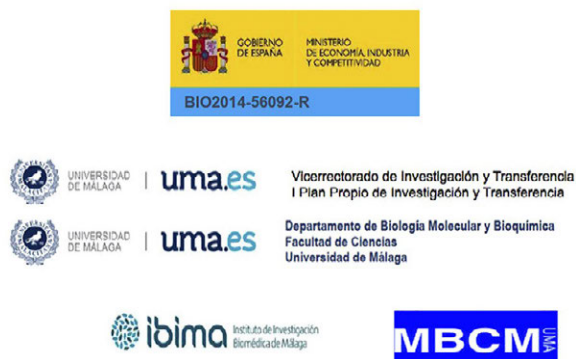 GOBIERNO DE ESPAÑA
MINISTERIO DE ECONOMÍA, INDUSTRIA Y COMPETITIVIDAD
BIO2014-56092-R
UNIVERSIDAD DE MÁLAGA | uma.es
Vicerrectorado de Investigación y Transferencia
I Plan Propio de Investigación y Transferencia
UNIVERSIDAD DE MÁLAGA | uma.es
Departamento de Biología Molecular y Bioquímica
Facultad de Ciencias
Universidad de Málaga
ibima
Instituto de Investigación
Biomédica de Málaga
MBCM
UMA